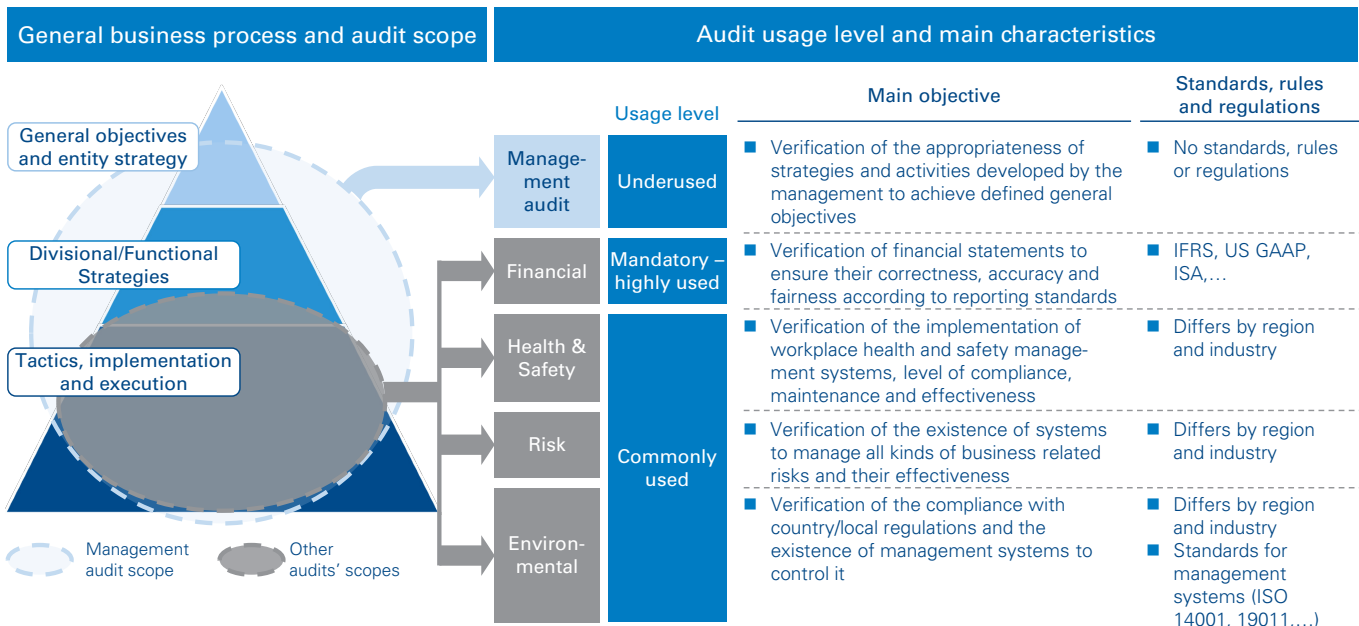 General business process and audit scope
Audit usage level and main characteristics
General objectives
and entity strategy
Divisional/Functional
Strategies
Tactics, implementation
and execution
Management
audit scope
Other
audits’ scopes
Usage level
Main objective
Standards, rules
and regulations
Manage-
ment
audit
Underused
Verification of the appropriateness of
strategies and activities developed by the
management to achieve defined general
objectives
No standards, rules
or regulations
Financial
Mandatory –
highly used
Verification of financial statements to
ensure their correctness, accuracy and
fairness according to reporting standards
IFRS, US GAAP,
ISA,...
Health &
Safety
Commonly
used
Verification of the implementation of
workplace health and safety manage-
ment systems, level of compliance,
maintenance and effectiveness
Differs by region
and industry
Risk
Verification of the existence of systems
to manage all kinds of business related
risks and their effectiveness
Differs by region
and industry
Environ-
mental
Verification of the compliance with
country/local regulations and the
existence of management systems to
control it
Differs by region
and industry
Standards for
management
systems (ISO
14001, 19011,...)